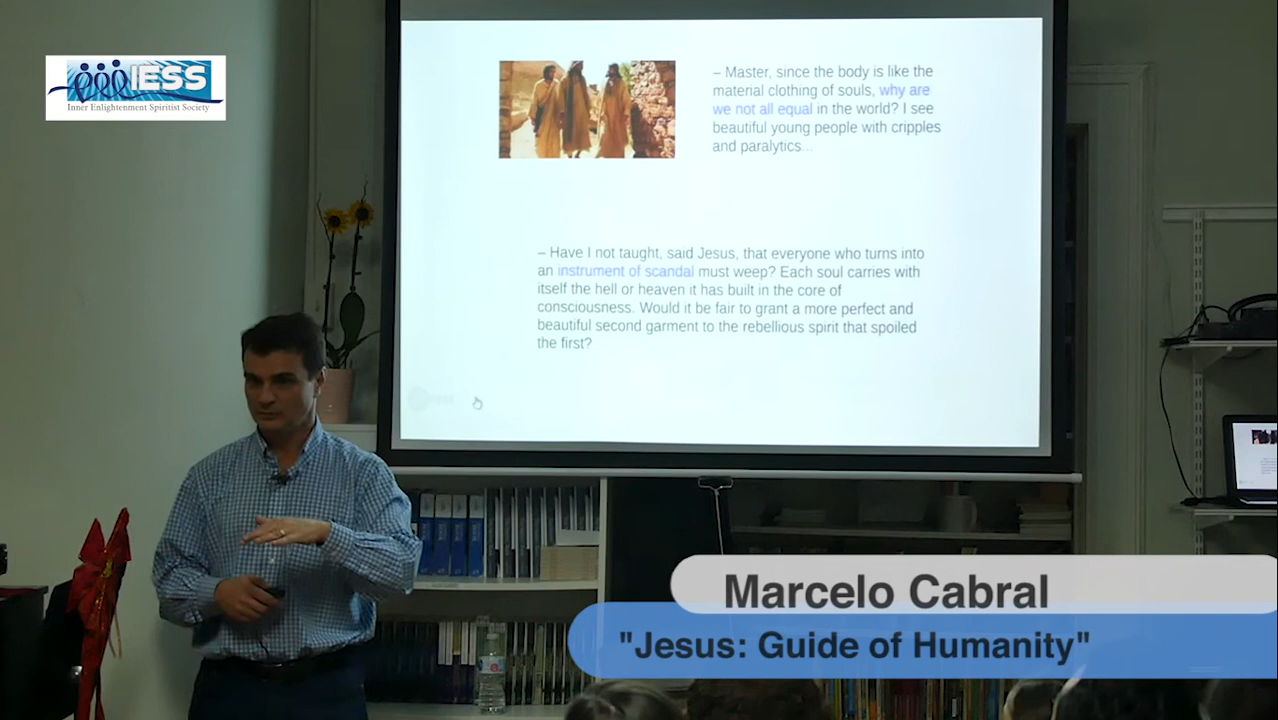 IESS
Inner Enlightenment Spiritist Society
– Master, since the body is like the
material clothing of souls, why are
we not all equal in the world? I see
beautiful young people with cripples
and paralytics...
– Have I not taught, said Jesus, that everyone who turns into
an instrument of scandal must weep? Each soul carries with
itself the hell or heaven it has built in the core of
consciousness. Would it be fair to grant a more perfect and
beautiful second garment to the rebellious spirit that spoiled
the first?
Marcelo Cabral
"Jesus: Guide of Humanity"